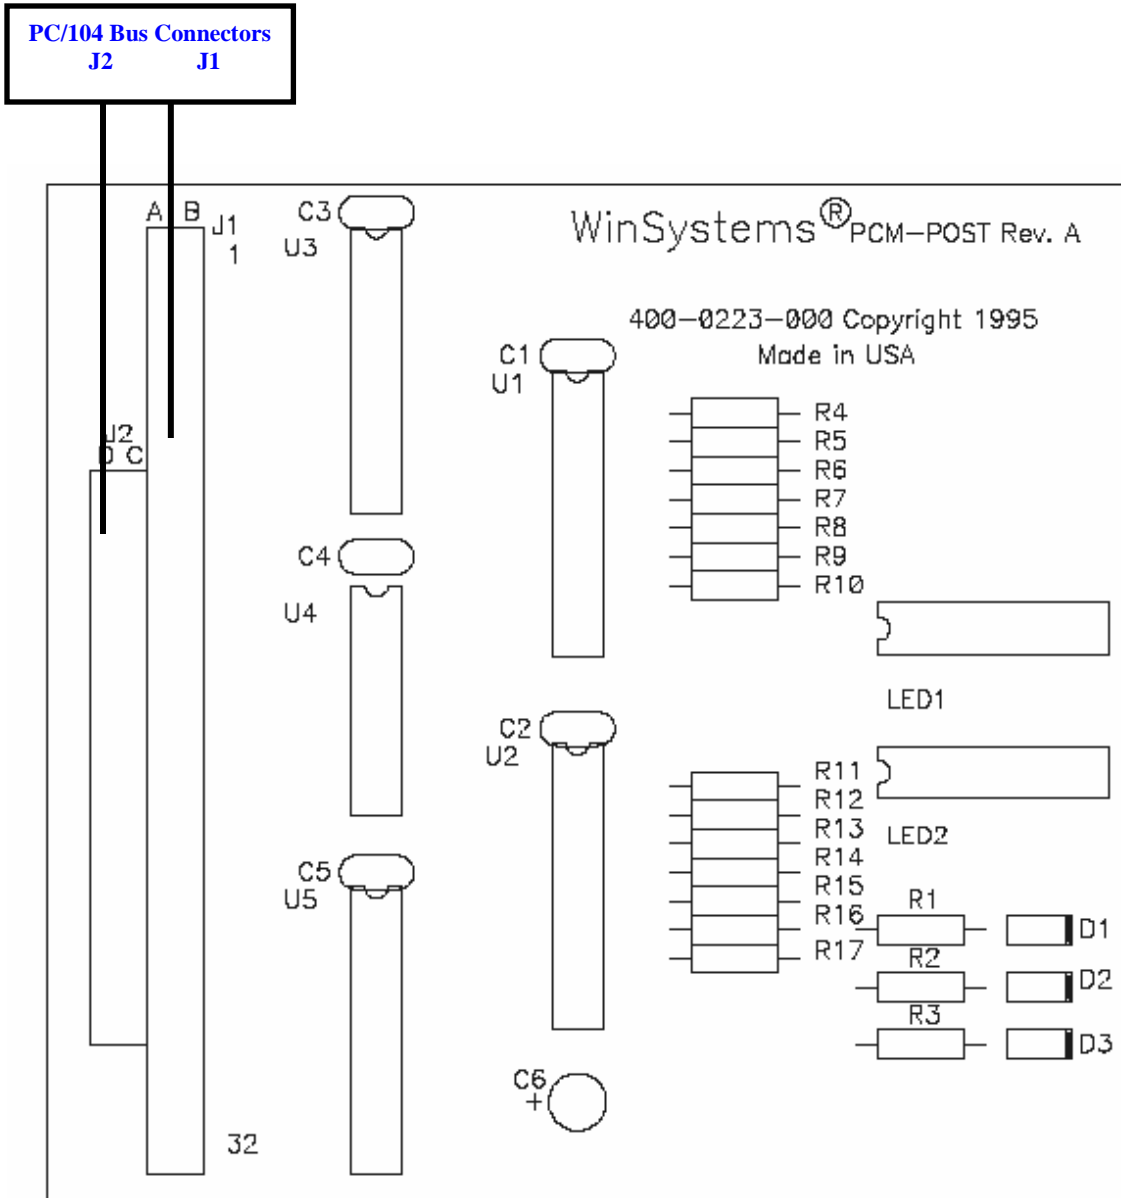 PC/104 Bus Connectors
J2 J1
A B
J1
1
C3
U3
WinSystems® PCM-POST Rev. A
400-0223-000 Copyright 1995
Made in USA
C1
U1
R4
R5
R6
R7
R8
R9
R10
J2
D C
C4
U4
LED1
C2
U2
R11
R12
R13
R14
R15
R16
R17
LED2
C5
U5
R1
D1
R2
D2
R3
D3
C6
+
32